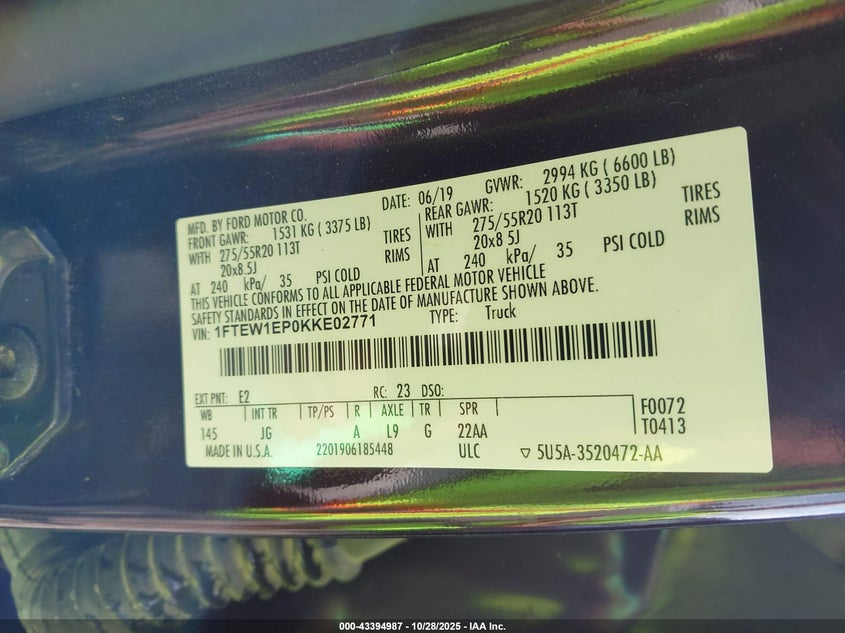 MFD. BY FORD MOTOR CO.
DATE: 06/19
GVWR: 2994 KG ( 6600 LB)
FRONT GAWR: 1531 KG ( 3375 LB)
REAR GAWR: 1520 KG ( 3350 LB)
WITH 275/55R20 113T TIRES
WITH 275/55R20 113T TIRES
20x8.5J RIMS
20x8.5J RIMS
AT 240 kPa/ 35 PSI COLD
AT 240 kPa/ 35 PSI COLD
THIS VEHICLE CONFORMS TO ALL APPLICABLE FEDERAL MOTOR VEHICLE
SAFETY STANDARDS IN EFFECT ON THE DATE OF MANUFACTURE SHOWN ABOVE.
VIN: 1FTEW1EP0KKE02771
TYPE: Truck
EXT PNT: E2 RC: 23 DSO:
WB INT TR TP/PS R AXLE TR SPR
145 JG A L9 G 22AA
F0072
T0413
MADE IN U.S.A. 2201906185448 ULC ▽ 5U5A-3520472-AA
000-43394987 - 10/28/2025 - IAA Inc.